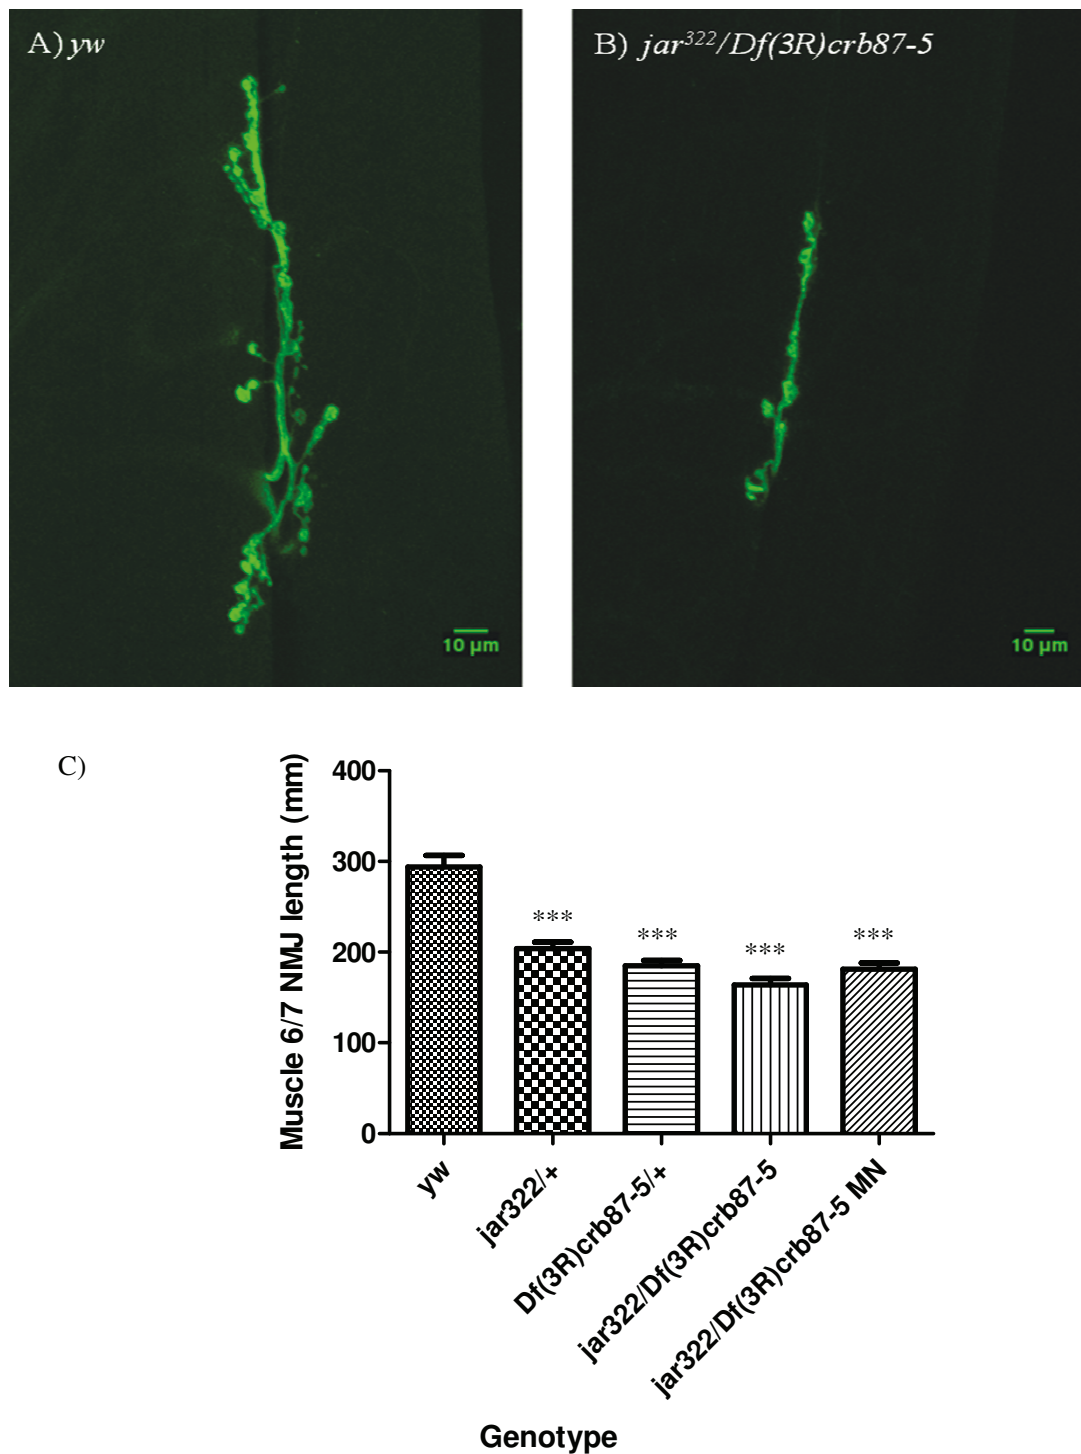 A) yw
B) jar322/Df(3R)crb87-5
10 µm
10 µm
C)
Muscle 6/7 NMJ length (mm)
400
300
200
100
0
***
***
***
***
yw
jar322/+
Df(3R)crb87-5/+
jar322/Df(3R)crb87-5
jar322/Df(3R)crb87-5 MN
Genotype